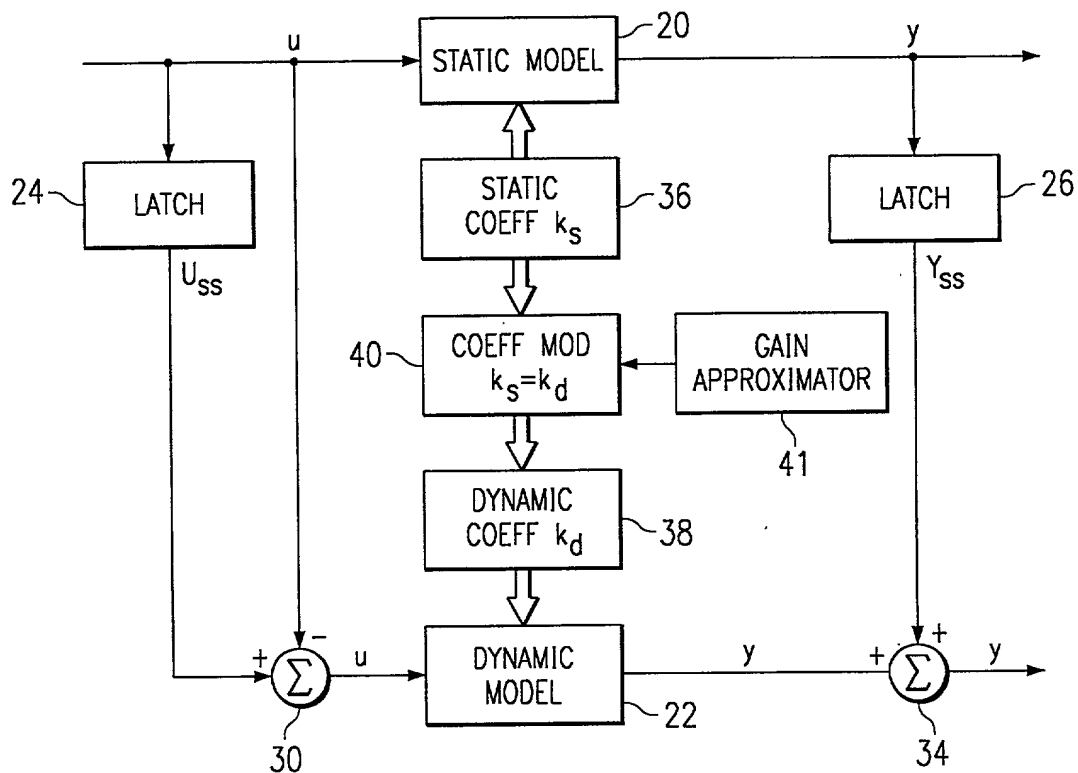 20
u
y
STATIC MODEL
24
LATCH
STATIC
COEFF k_s
36
LATCH
26
U_ss
Y_ss
40
COEFF MOD
k_s=k_d
GAIN
APPROXIMATOR
41
DYNAMIC
COEFF k_d
38
+
−
Σ
u
DYNAMIC
MODEL
y
+
+
Σ
y
30
22
34